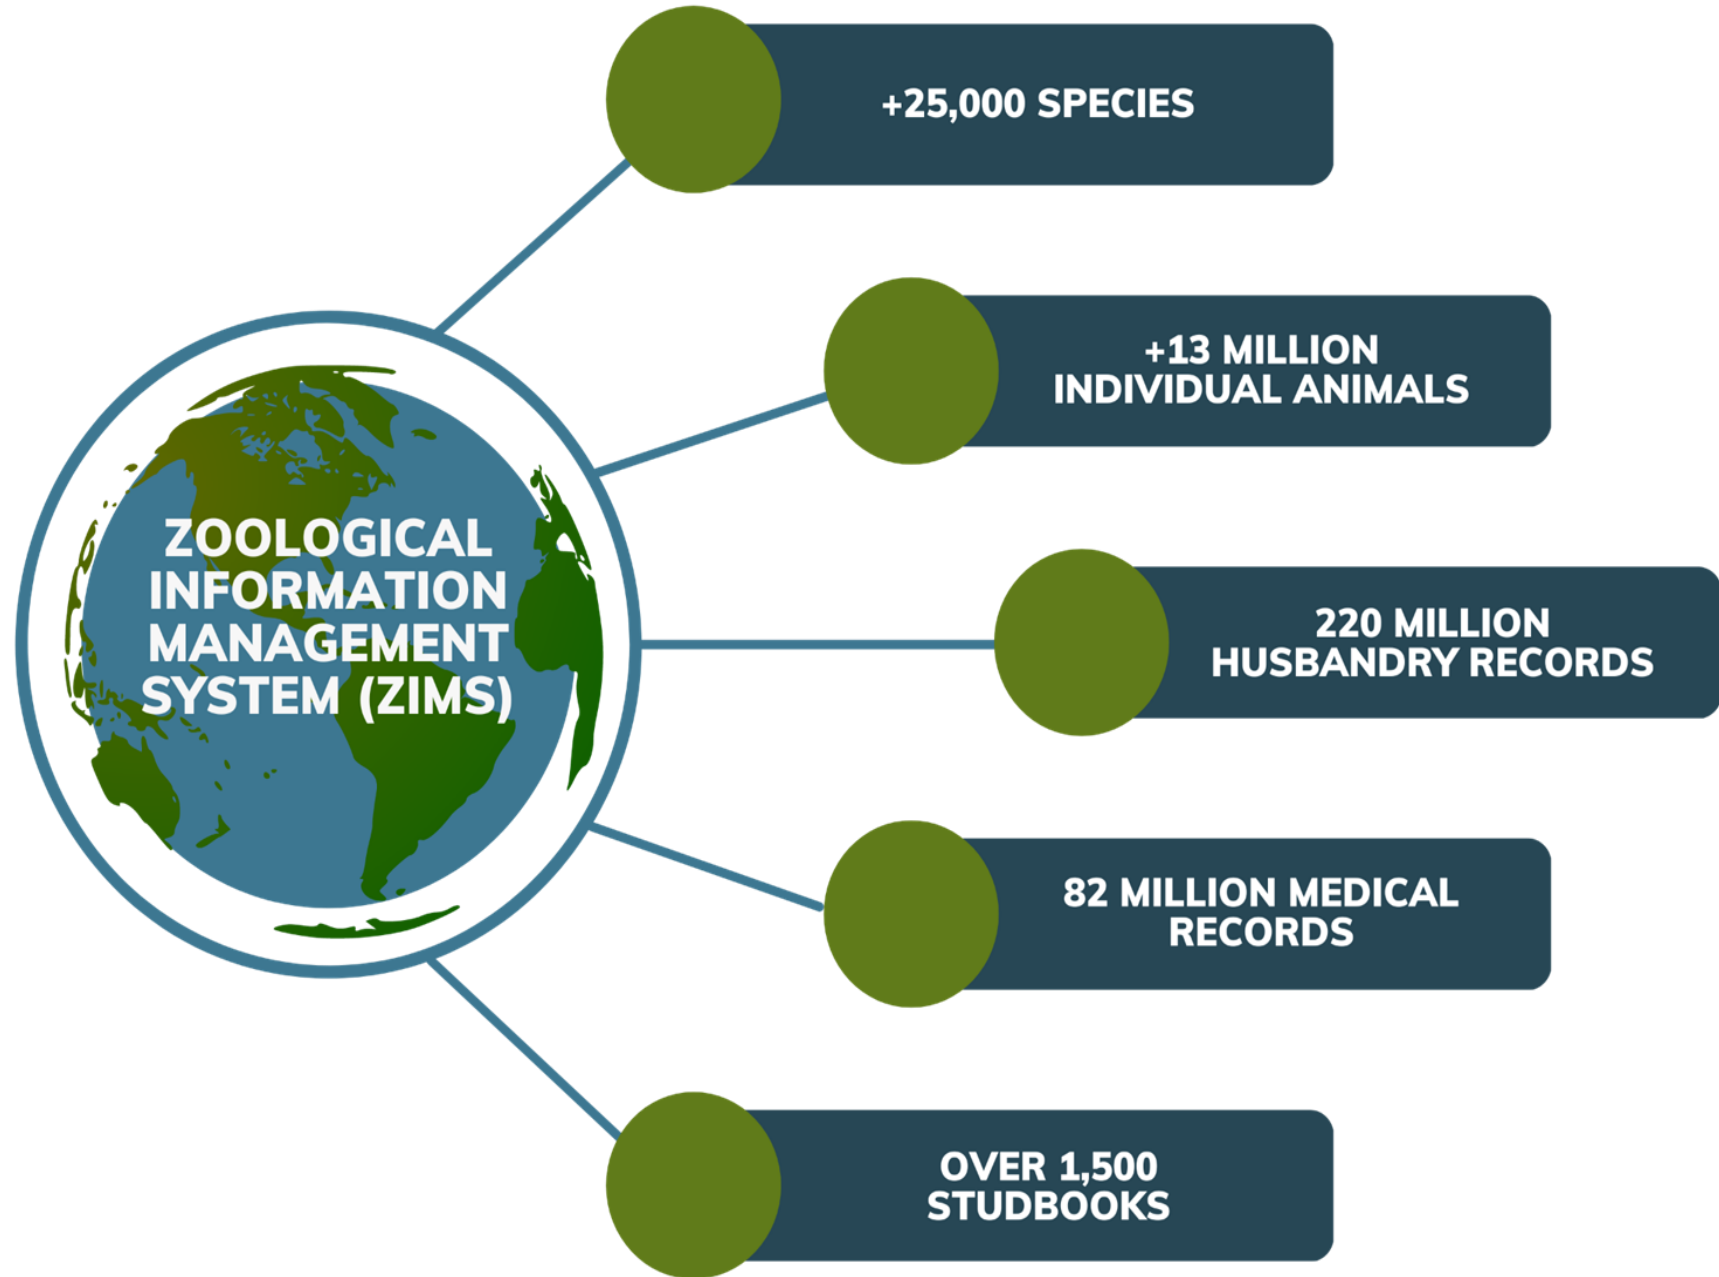 ZOOLOGICAL
INFORMATION
MANAGEMENT
SYSTEM (ZIMS)
+25,000 SPECIES
+13 MILLION
INDIVIDUAL ANIMALS
220 MILLION
HUSBANDRY RECORDS
82 MILLION MEDICAL
RECORDS
OVER 1,500
STUDBOOKS